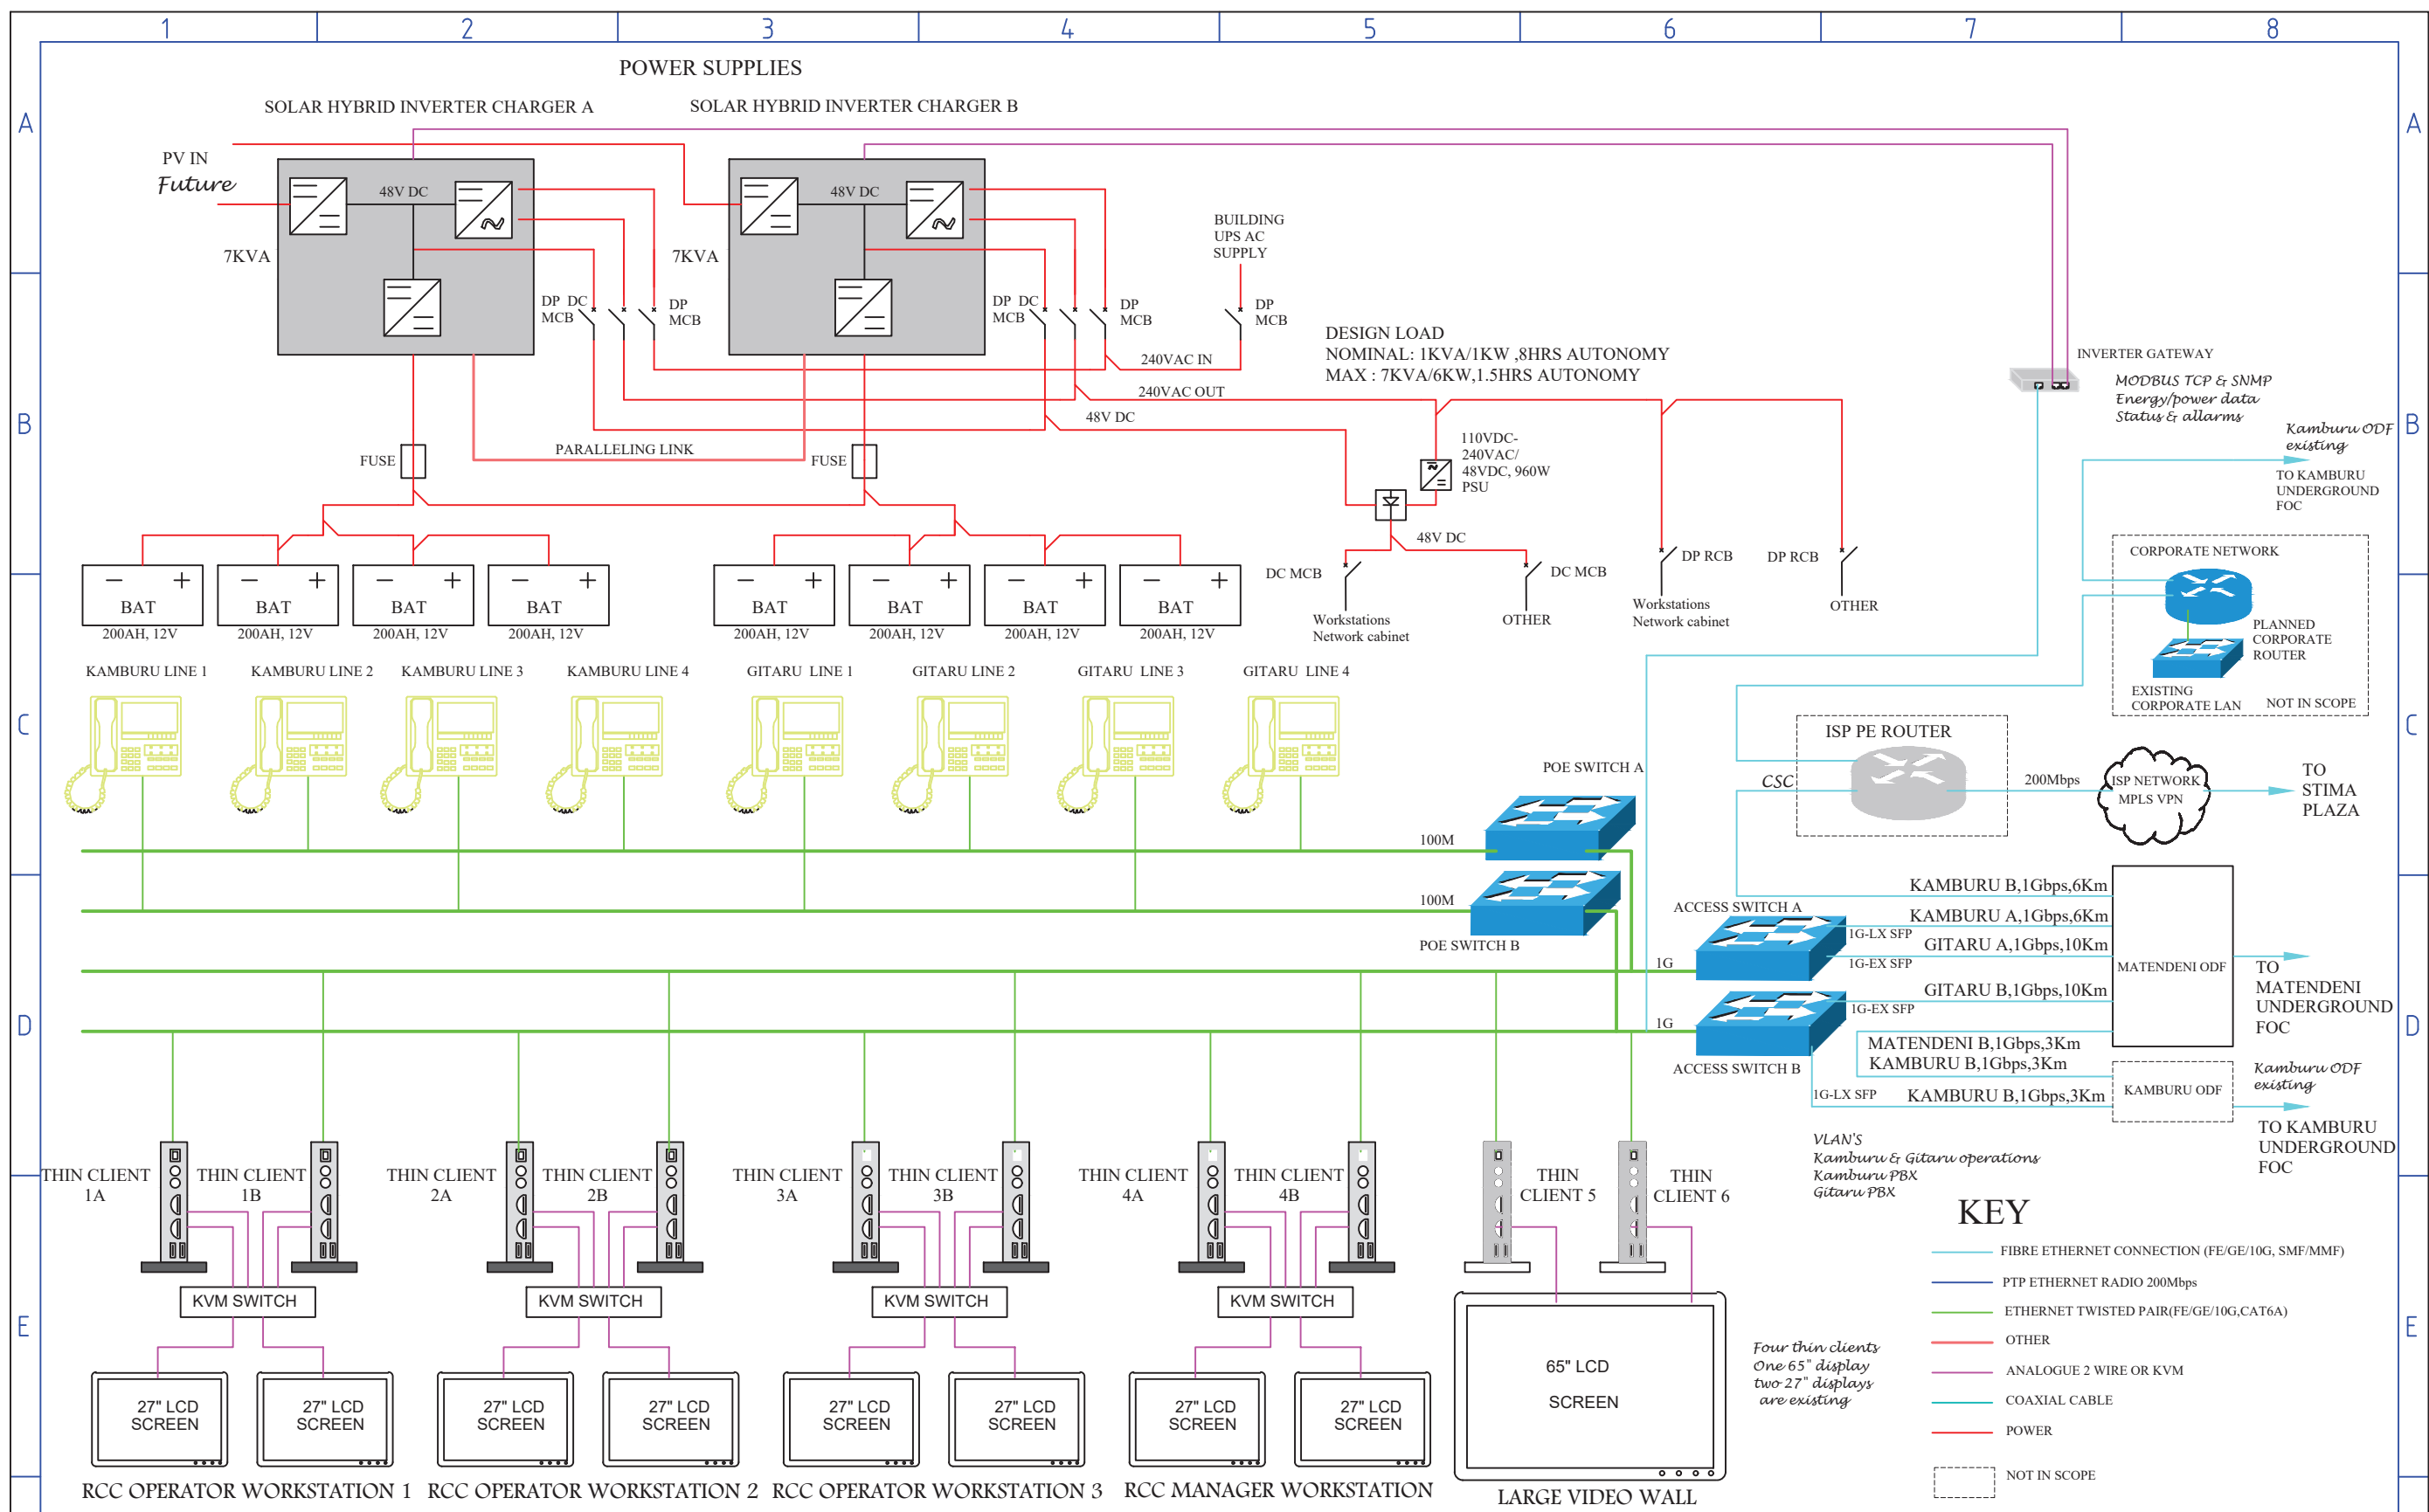 1 2 3 4 5 6 7 8
POWER SUPPLIES
SOLAR HYBRID INVERTER CHARGER A
SOLAR HYBRID INVERTER CHARGER B
A
A
PV IN
Future
48V DC
48V DC
7KVA
7KVA
BUILDING
UPS AC
SUPPLY
DP DC
MCB
DP
MCB
DP DC
MCB
DP
MCB
DP
MCB
240VAC IN
240VAC OUT
48V DC
DESIGN LOAD
NOMINAL: 1KVA/1KW ,8HRS AUTONOMY
MAX : 7KVA/6KW,1.5HRS AUTONOMY
INVERTER GATEWAY
MODBUS TCP & SNMP
Energy/power data
Status & allarms
B
B
Kamburu ODF
existing
TO KAMBURU
UNDERGROUND
FOC
FUSE
PARALLELING LINK
FUSE
110VDC-
240VAC/
48VDC, 960W
PSU
48V DC
DC MCB
DC MCB
DP RCB
DP RCB
Workstations
Network cabinet
OTHER
Workstations
Network cabinet
OTHER
− +
BAT
200AH, 12V
− +
BAT
200AH, 12V
− +
BAT
200AH, 12V
− +
BAT
200AH, 12V
− +
BAT
200AH, 12V
− +
BAT
200AH, 12V
− +
BAT
200AH, 12V
− +
BAT
200AH, 12V
CORPORATE NETWORK
PLANNED
CORPORATE
ROUTER
EXISTING
CORPORATE LAN
NOT IN SCOPE
KAMBURU LINE 1
KAMBURU LINE 2
KAMBURU LINE 3
KAMBURU LINE 4
GITARU LINE 1
GITARU LINE 2
GITARU LINE 3
GITARU LINE 4
C
C
ISP PE ROUTER
CSC
200Mbps
ISP NETWORK
MPLS VPN
TO
STIMA
PLAZA
POE SWITCH A
100M
100M
POE SWITCH B
ACCESS SWITCH A
1G
1G
ACCESS SWITCH B
KAMBURU B,1Gbps,6Km
KAMBURU A,1Gbps,6Km
1G-LX SFP
GITARU A,1Gbps,10Km
1G-EX SFP
GITARU B,1Gbps,10Km
1G-EX SFP
MATENDENI B,1Gbps,3Km
KAMBURU B,1Gbps,3Km
1G-LX SFP
KAMBURU B,1Gbps,3Km
MATENDENI ODF
TO
MATENDENI
UNDERGROUND
FOC
D
D
KAMBURU ODF
Kamburu ODF
existing
TO KAMBURU
UNDERGROUND
FOC
VLAN'S
Kamburu & Gitaru operations
Kamburu PBX
Gitaru PBX
THIN CLIENT
1A
THIN CLIENT
1B
THIN CLIENT
2A
THIN CLIENT
2B
THIN CLIENT
3A
THIN CLIENT
3B
THIN CLIENT
4A
THIN CLIENT
4B
THIN
CLIENT 5
THIN
CLIENT 6
KVM SWITCH
KVM SWITCH
KVM SWITCH
KVM SWITCH
E
E
27" LCD
SCREEN
27" LCD
SCREEN
27" LCD
SCREEN
27" LCD
SCREEN
27" LCD
SCREEN
27" LCD
SCREEN
27" LCD
SCREEN
27" LCD
SCREEN
65" LCD
SCREEN
Four thin clients
One 65" display
two 27" displays
are existing
RCC OPERATOR WORKSTATION 1
RCC OPERATOR WORKSTATION 2
RCC OPERATOR WORKSTATION 3
RCC MANAGER WORKSTATION
LARGE VIDEO WALL
KEY
FIBRE ETHERNET CONNECTION (FE/GE/10G, SMF/MMF)
PTP ETHERNET RADIO 200Mbps
ETHERNET TWISTED PAIR(FE/GE/10G,CAT6A)
OTHER
ANALOGUE 2 WIRE OR KVM
COAXIAL CABLE
POWER
NOT IN SCOPE